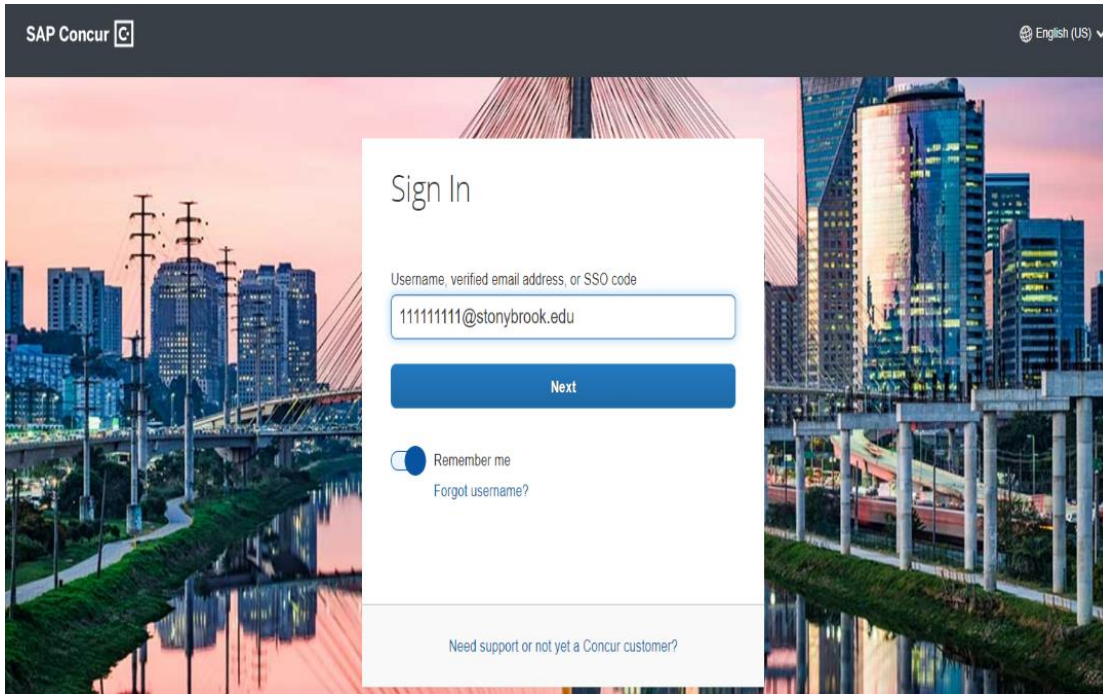 SAP Concur C
English (US)
Sign In
Username, verified email address, or SSO code
111111111@stonybrook.edu
Next
Remember me
Forgot username?
Need support or not yet a Concur customer?